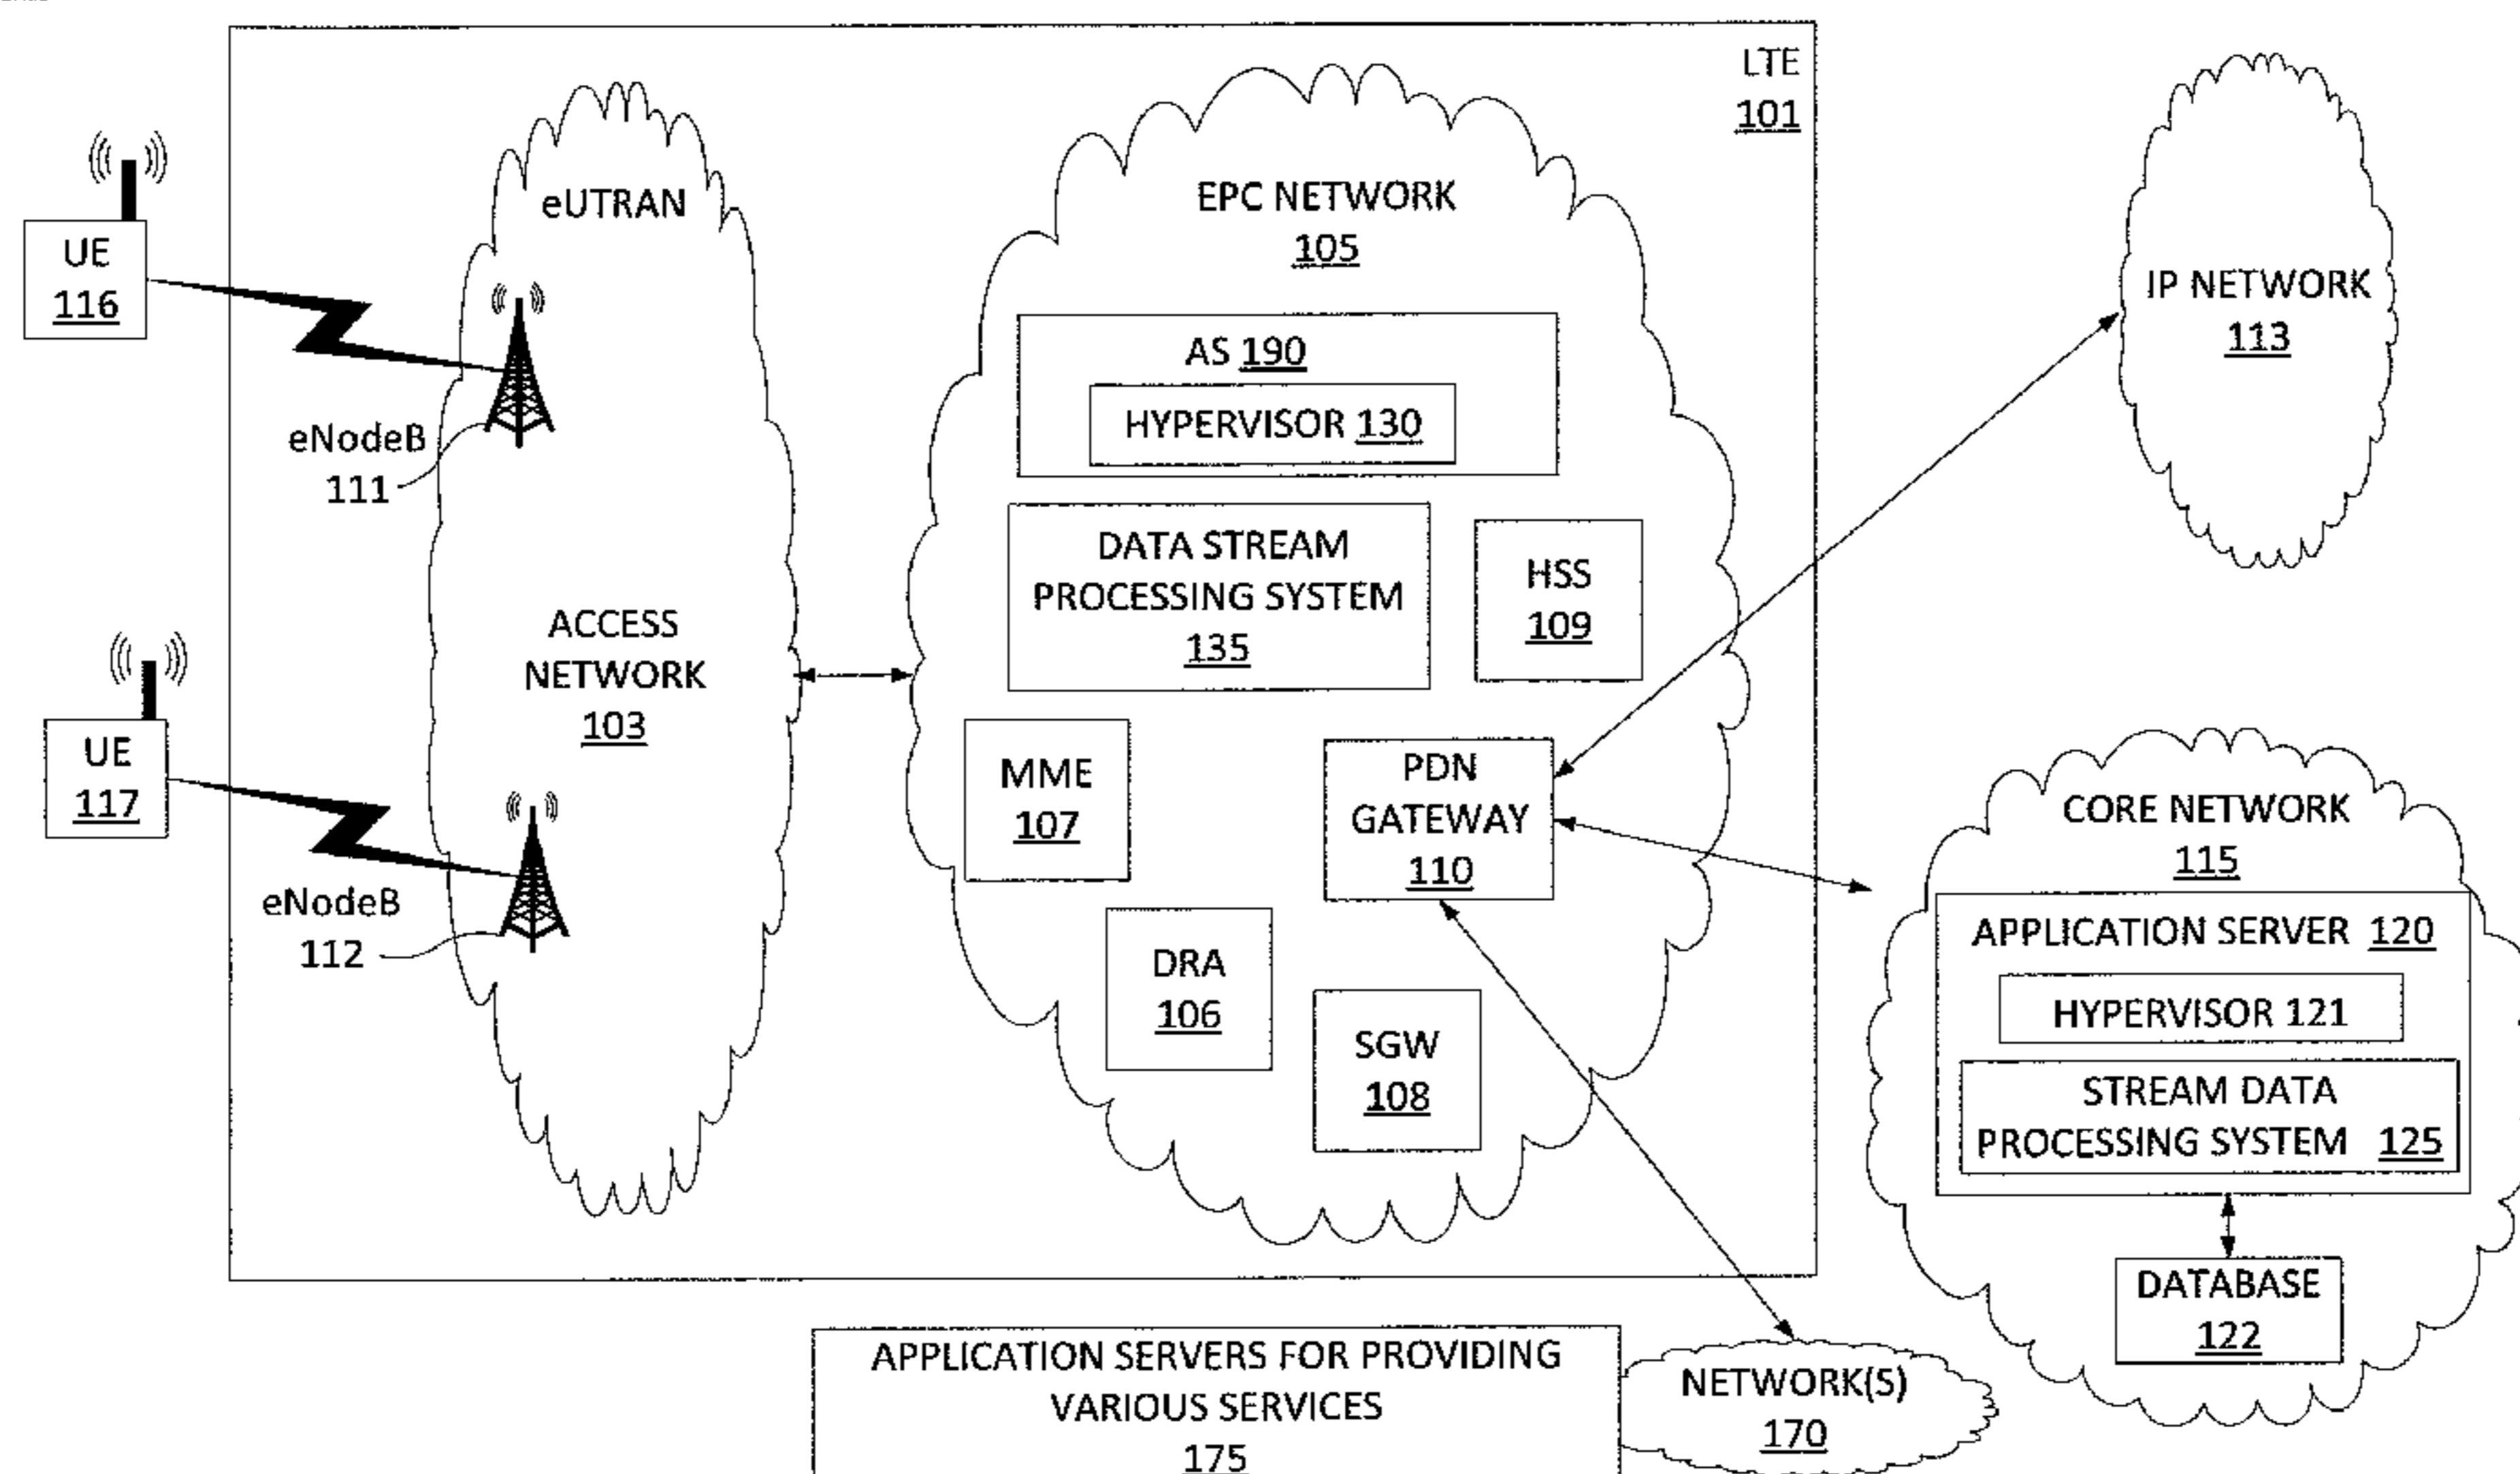 LTE
101
eUTRAN
UE
116
eNodeB
111
ACCESS
NETWORK
103
UE
117
eNodeB
112
EPC NETWORK
105
AS 190
HYPERVISOR 130
DATA STREAM
PROCESSING SYSTEM
135
HSS
109
MME
107
PDN
GATEWAY
110
DRA
106
SGW
108
IP NETWORK
113
CORE NETWORK
115
APPLICATION SERVER 120
HYPERVISOR 121
STREAM DATA
PROCESSING SYSTEM 125
DATABASE
122
APPLICATION SERVERS FOR PROVIDING
VARIOUS SERVICES
175
NETWORK(S)
170